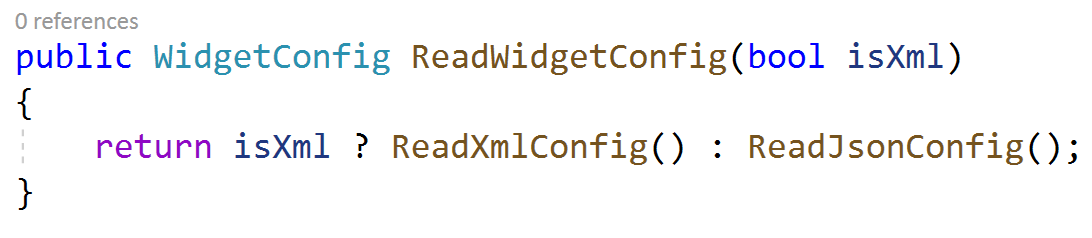 0 references
public WidgetConfig ReadWidgetConfig(bool isXml)
{
    return isXml ? ReadXmlConfig() : ReadJsonConfig();
}